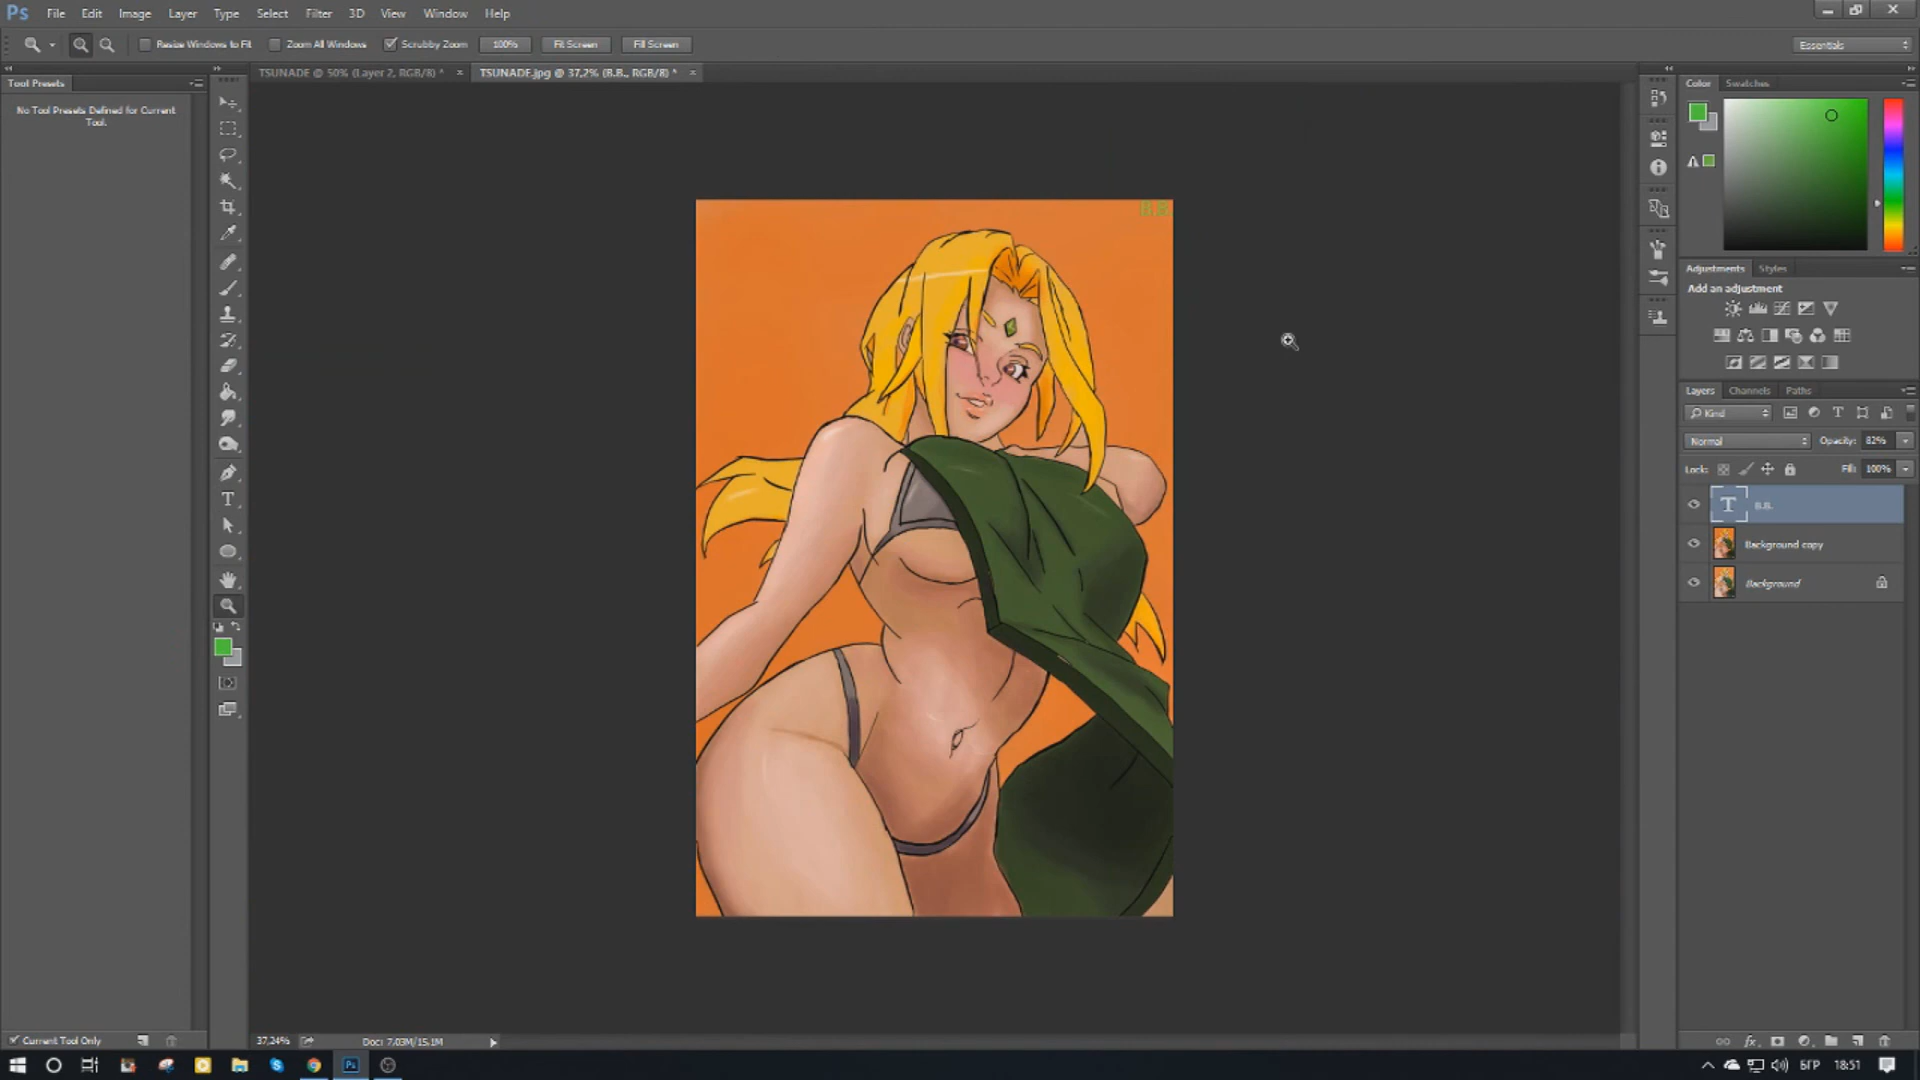 Ps File Edit Image Layer Type Select Filter 3D View Window Help
Resize Windows to Fit Zoom All Windows Scrubby Zoom 100% Fit Screen Fill Screen Essentials
TSUNADE @ 50% (Layer 2, RGB/8) * × TSUNADE.jpg @ 37,2% (B.B., RGB/8) * ×
Tool Presets
No Tool Presets Defined for Current
Tool.
Color Swatches
Adjustments Styles
Add an adjustment
Layers Channels Paths
Kind
Normal Opacity: 82%
Lock: Fill: 100%
T B.B.
Background copy
Background
Current Tool Only
37,24% Doc: 7,03M/15,1M
Ps БГР 18:51